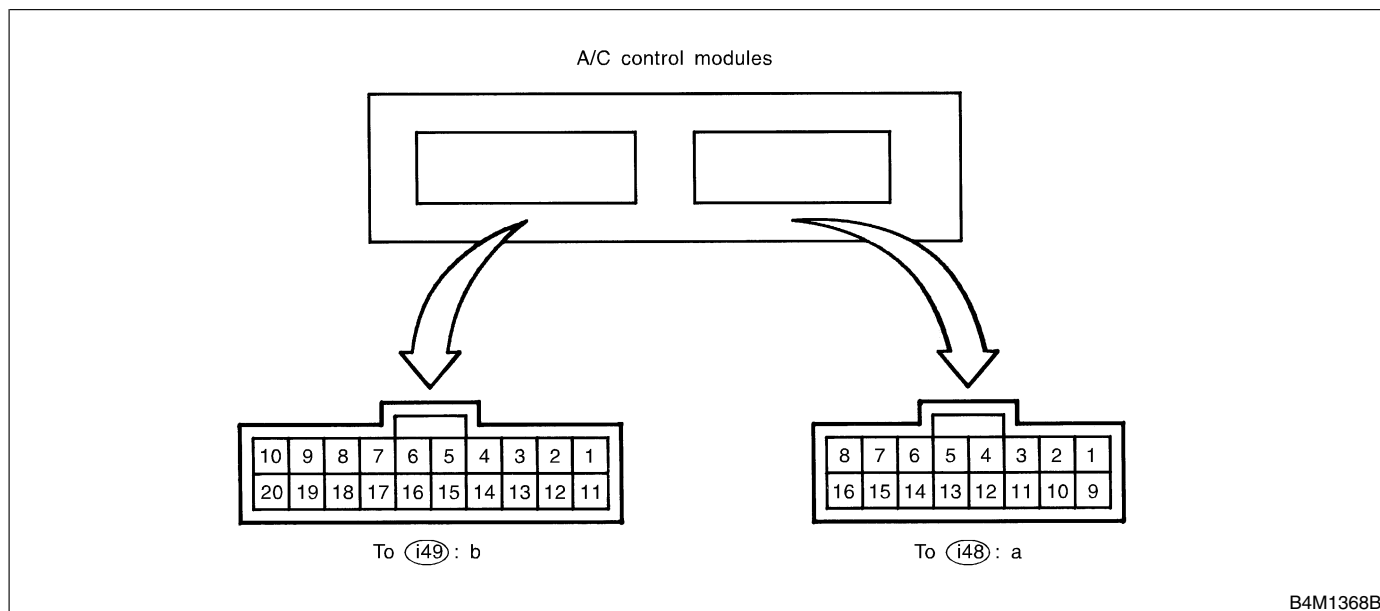 A/C control modules
10 9 8 7 6 5 4 3 2 1
20 19 18 17 16 15 14 13 12 11
To i49 : b
8 7 6 5 4 3 2 1
16 15 14 13 12 11 10 9
To i48 : a
B4M1368B